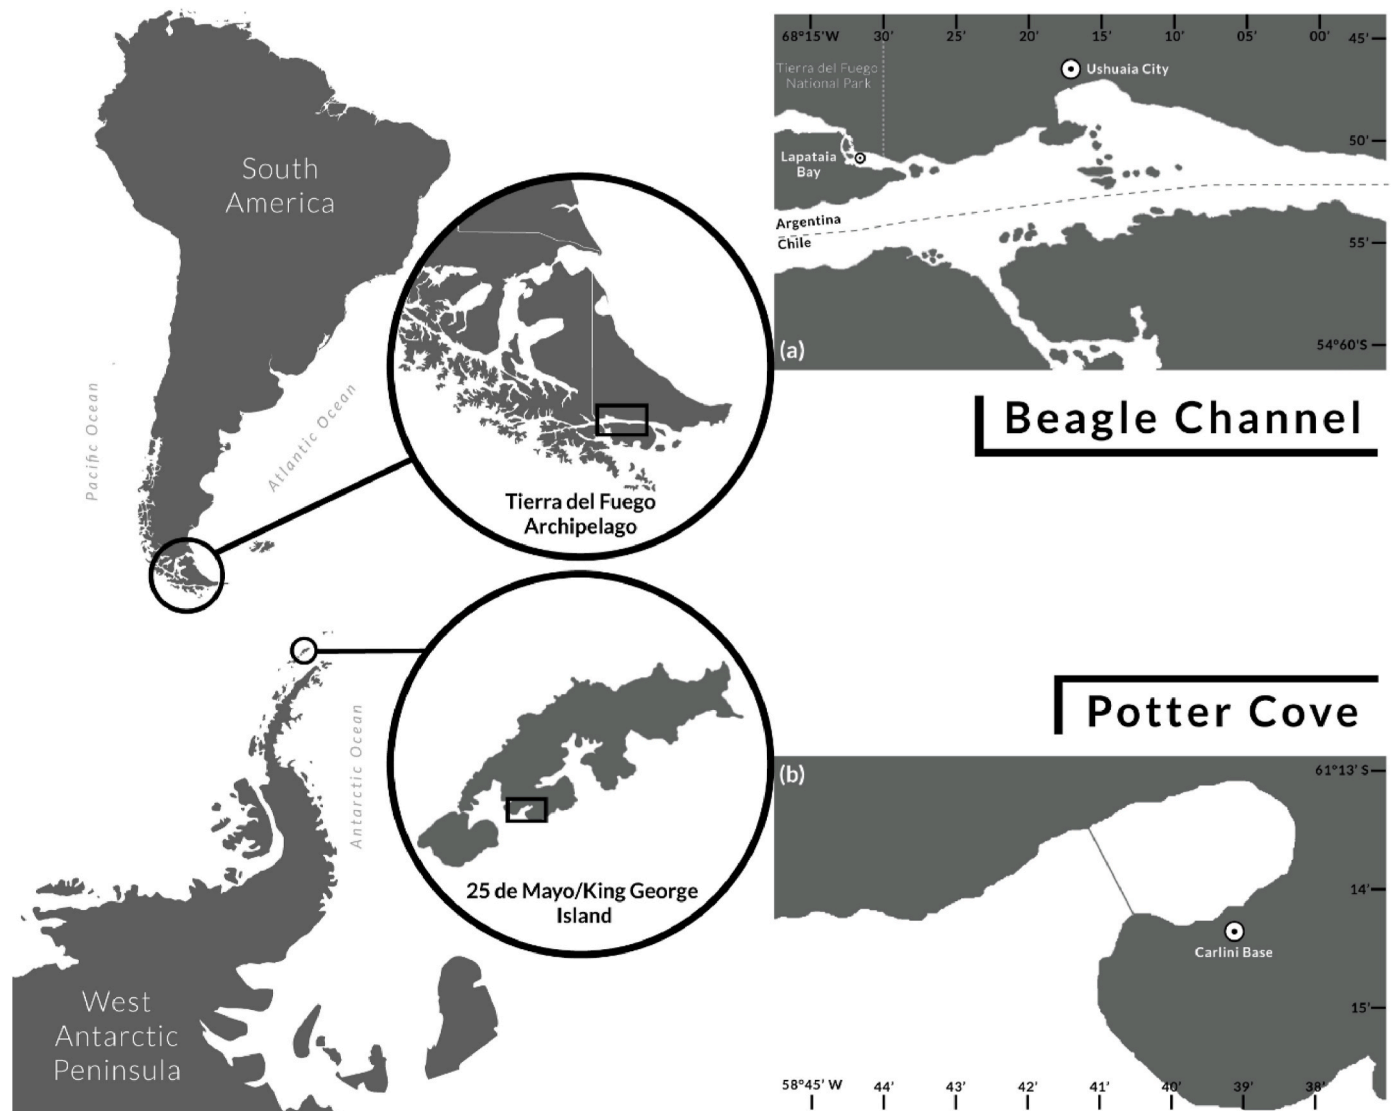 South
America
Pacific Ocean
Atlantic Ocean
Tierra del Fuego
Archipelago
68°15'W 30' 25' 20' 15' 10' 05' 00' 45'
Tierra del Fuego
National Park
Ushuaia City
50'
Lapataia
Bay
Argentina
Chile
55'
54°60'S
(a)
Beagle Channel
Antarctic Ocean
25 de Mayo/King George
Island
West
Antarctic
Peninsula
Potter Cove
(b)
61°13' S
14'
Carlini Base
15'
58°45' W 44' 43' 42' 41' 40' 39' 38'